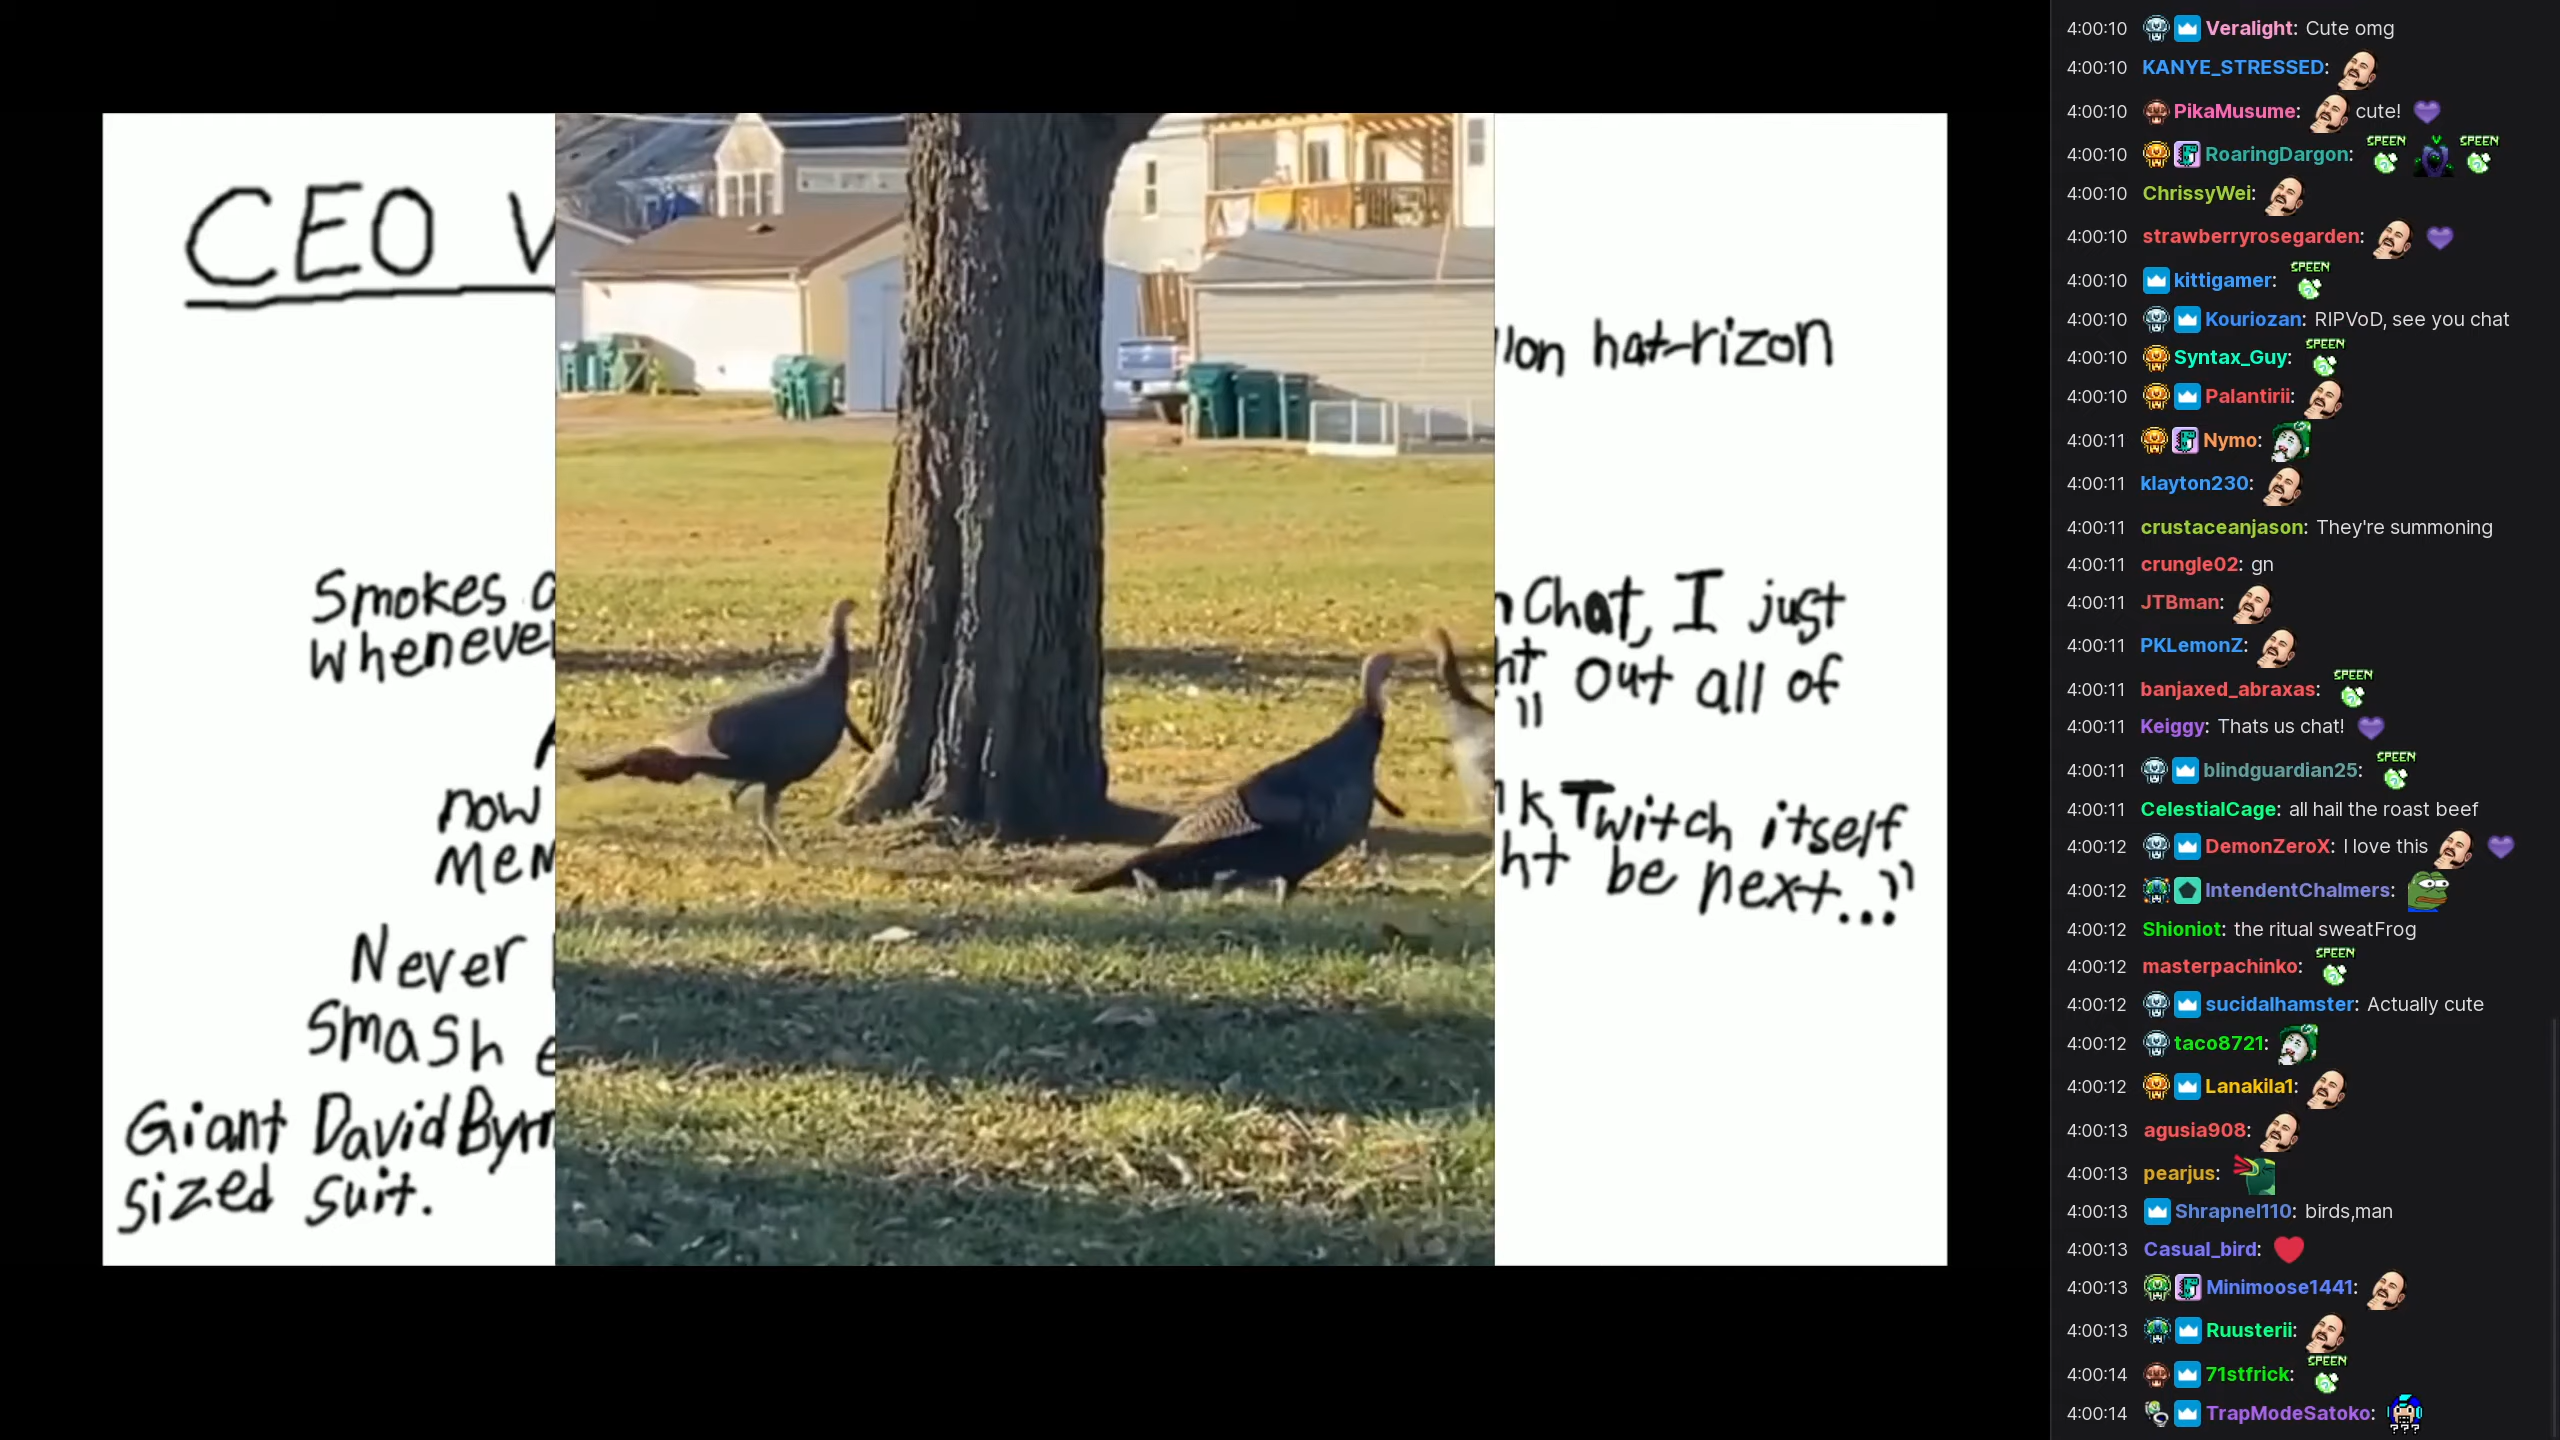 CEO
hat-rizon
Smokes
Whenever
Chat, I just
out all of
now
Twitch itself
be next..."
Never
Smash
Giant David
sized suit.
4:00:10 Veralight: Cute omg
4:00:10 KANYE_STRESSED:
4:00:10 PikaMusume: cute!
4:00:10 RoaringDargon: SPEEN SPEEN
4:00:10 ChrissyWei:
4:00:10 strawberryrosegarden:
4:00:10 kittigamer: SPEEN
4:00:10 Kouriozan: RIPVoD, see you chat
4:00:10 Syntax_Guy: SPEEN
4:00:10 Palantirii:
4:00:11 Nymo:
4:00:11 klayton230:
4:00:11 crustaceanjason: They're summoning
4:00:11 crungle02: gn
4:00:11 JTBman:
4:00:11 PKLemonZ:
4:00:11 banjaxed_abraxas: SPEEN
4:00:11 Keiggy: Thats us chat!
4:00:11 blindguardian25: SPEEN
4:00:11 CelestialCage: all hail the roast beef
4:00:12 DemonZeroX: I love this
4:00:12 IntendentChalmers:
4:00:12 Shioniot: the ritual sweatFrog
4:00:12 masterpachinko: SPEEN
4:00:12 sucidalhamster: Actually cute
4:00:12 taco8721:
4:00:12 Lanakila1:
4:00:13 agusia908:
4:00:13 pearjus:
4:00:13 Shrapnel110: birds,man
4:00:13 Casual_bird:
4:00:13 Minimoose1441:
4:00:13 Ruusterii:
4:00:14 71stfrick: SPEEN
4:00:14 TrapModeSatoko: ???